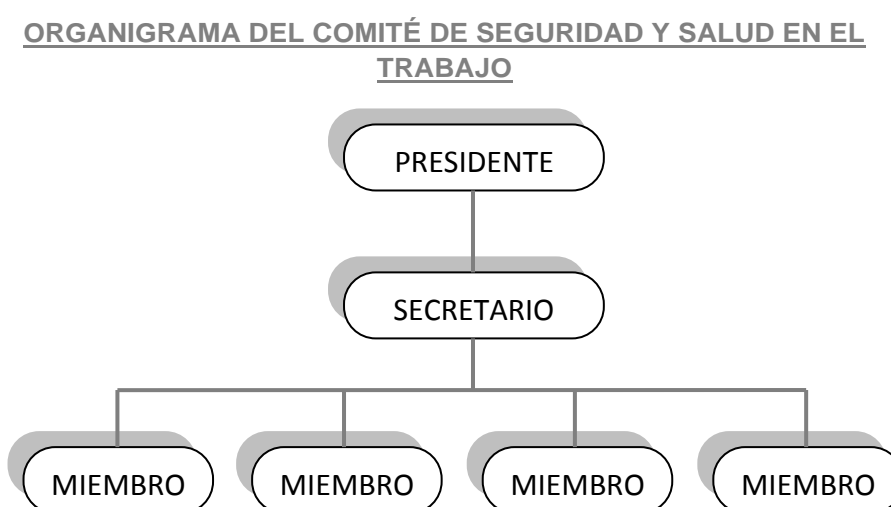 ORGANIGRAMA DEL COMITÉ DE SEGURIDAD Y SALUD EN EL
TRABAJO
PRESIDENTE
SECRETARIO
MIEMBRO MIEMBRO MIEMBRO MIEMBRO